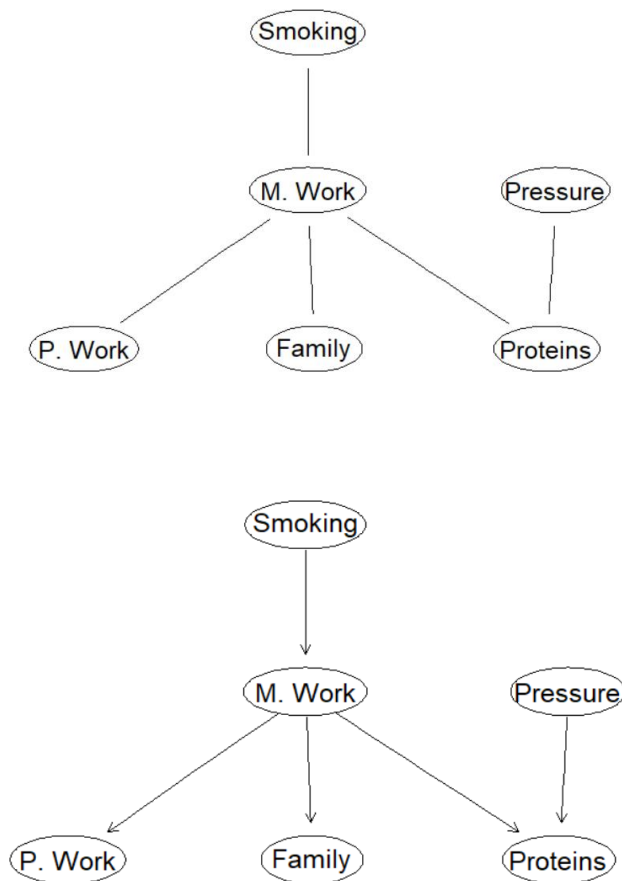 Smoking
M. Work
Pressure
P. Work
Family
Proteins
Smoking
M. Work
Pressure
P. Work
Family
Proteins